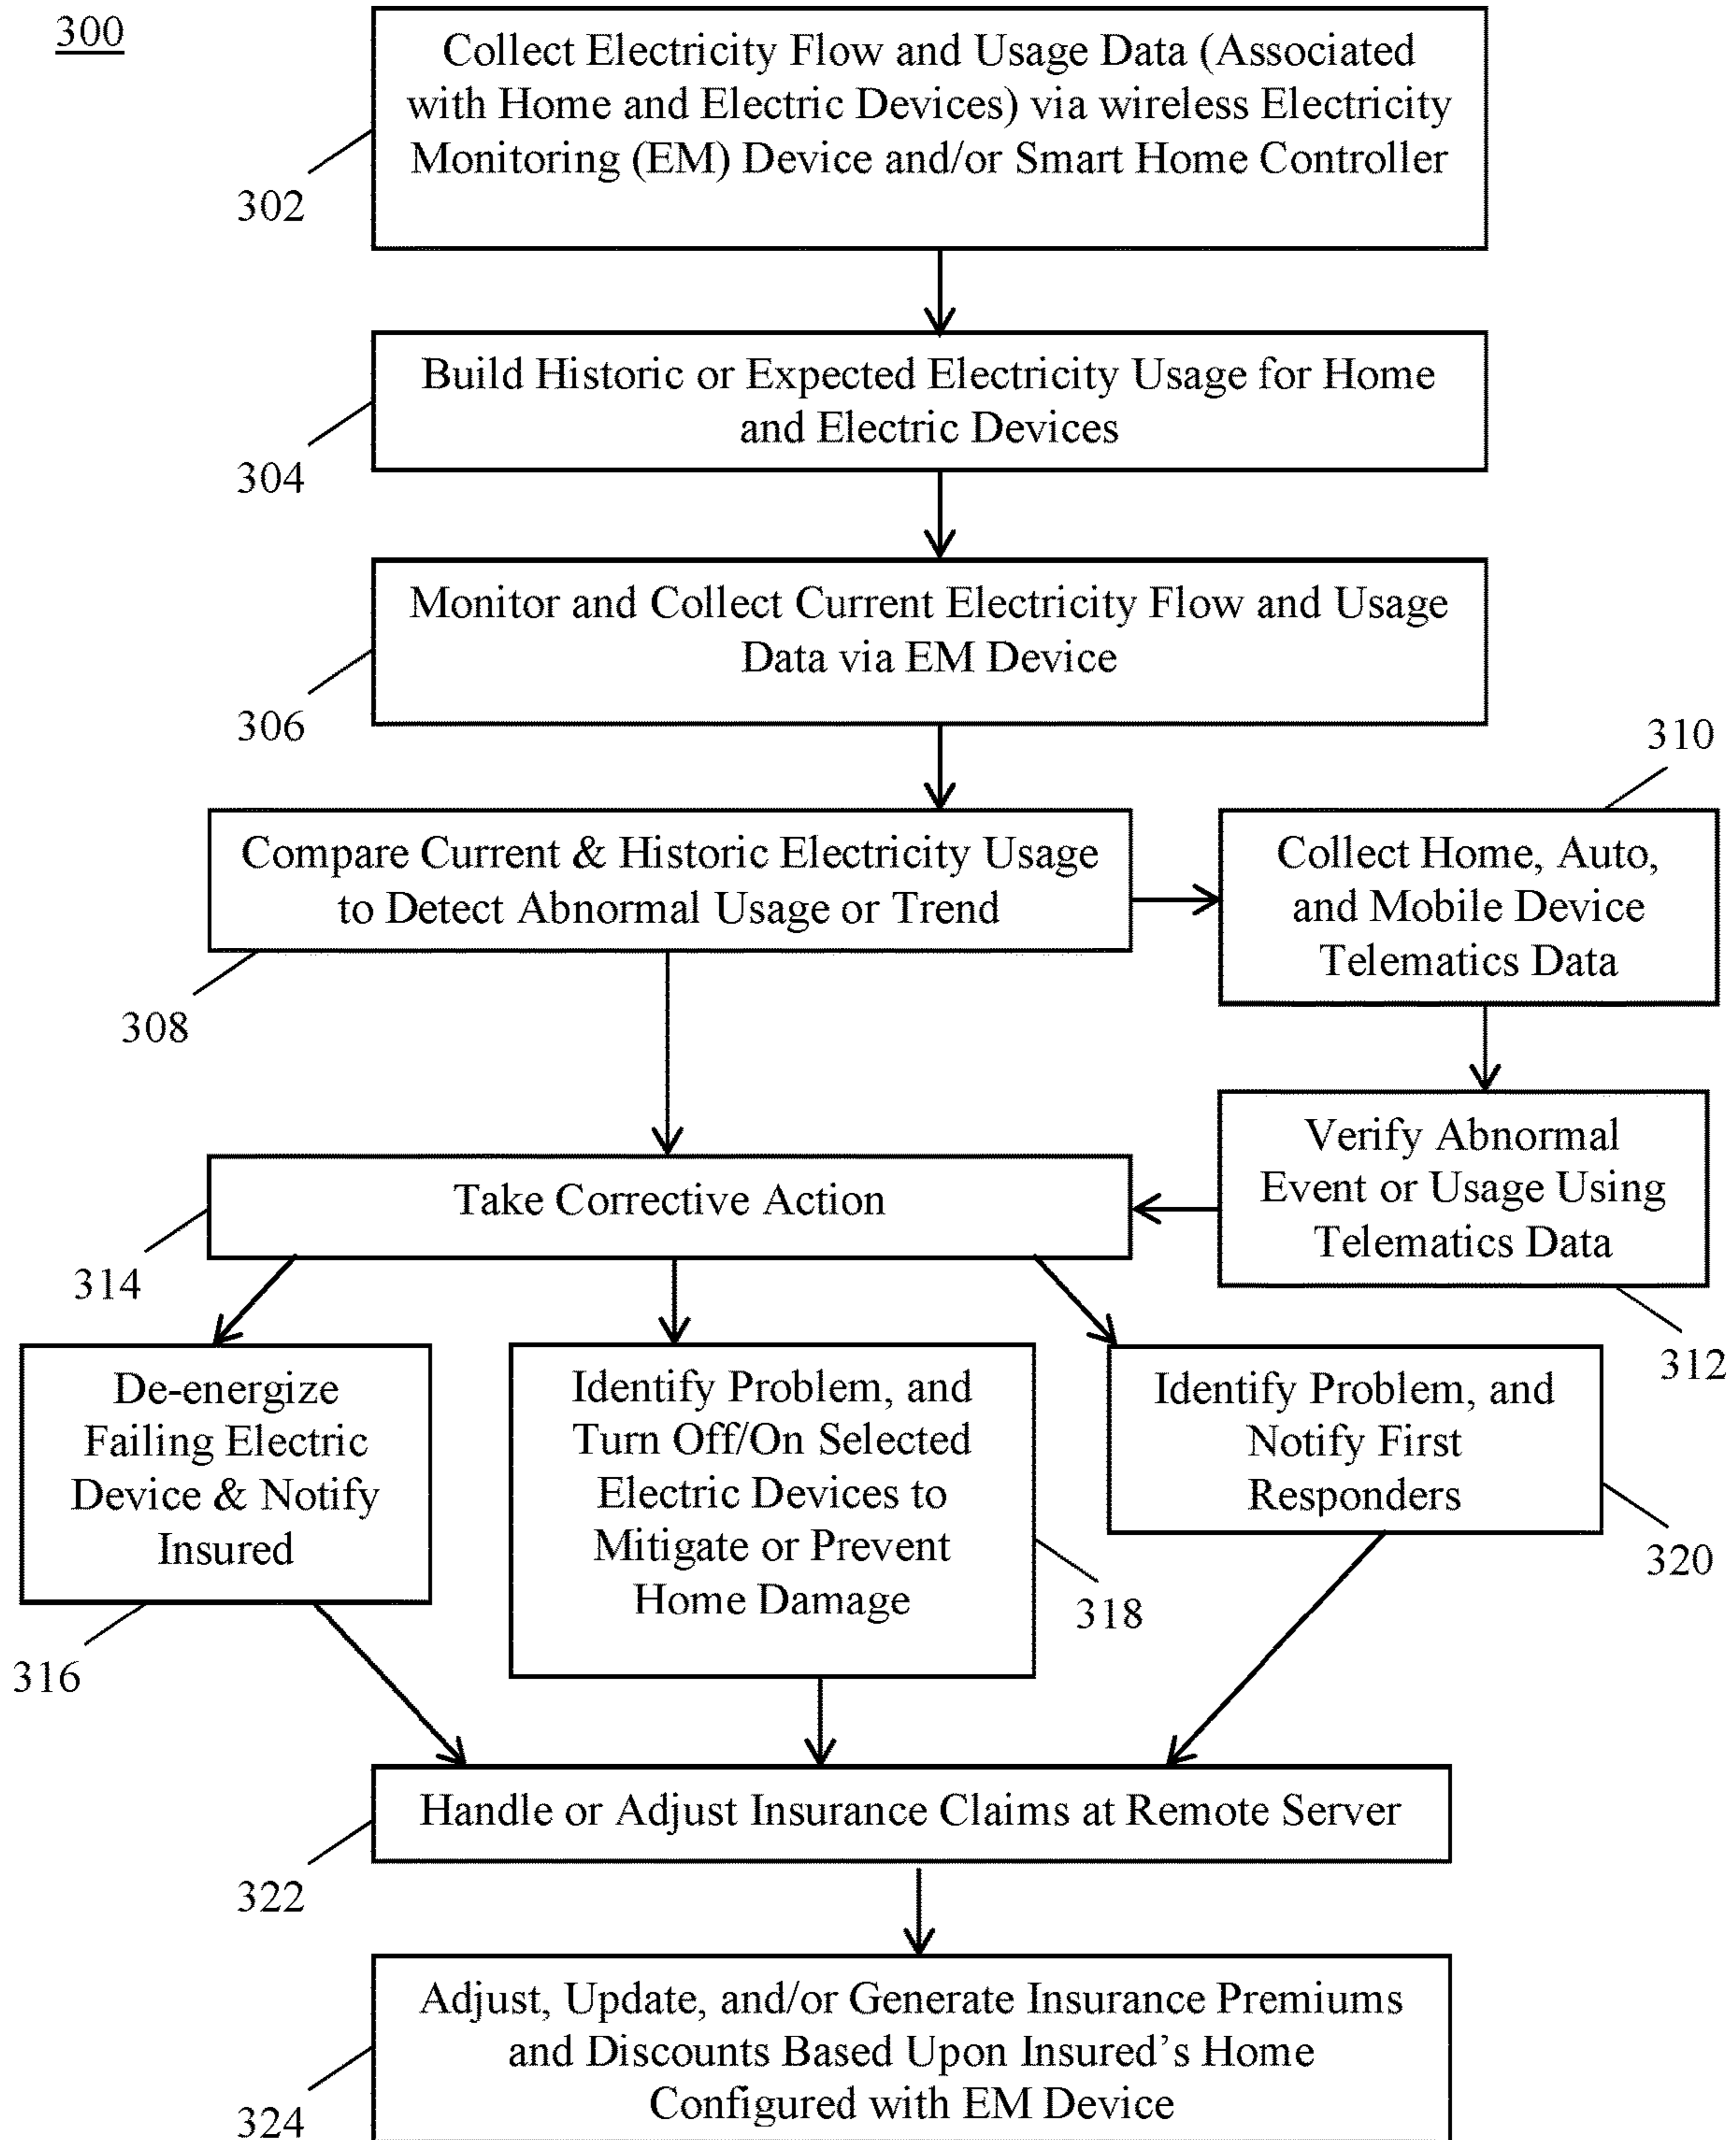 300
Collect Electricity Flow and Usage Data (Associated
with Home and Electric Devices) via wireless Electricity
Monitoring (EM) Device and/or Smart Home Controller
302
Build Historic or Expected Electricity Usage for Home
and Electric Devices
304
Monitor and Collect Current Electricity Flow and Usage
Data via EM Device
306
310
Compare Current & Historic Electricity Usage
to Detect Abnormal Usage or Trend
308
Collect Home, Auto,
and Mobile Device
Telematics Data
Verify Abnormal
Event or Usage Using
Telematics Data
312
Take Corrective Action
314
De-energize
Failing Electric
Device & Notify
Insured
316
Identify Problem, and
Turn Off/On Selected
Electric Devices to
Mitigate or Prevent
Home Damage
318
Identify Problem, and
Notify First
Responders
320
Handle or Adjust Insurance Claims at Remote Server
322
Adjust, Update, and/or Generate Insurance Premiums
and Discounts Based Upon Insured’s Home
Configured with EM Device
324